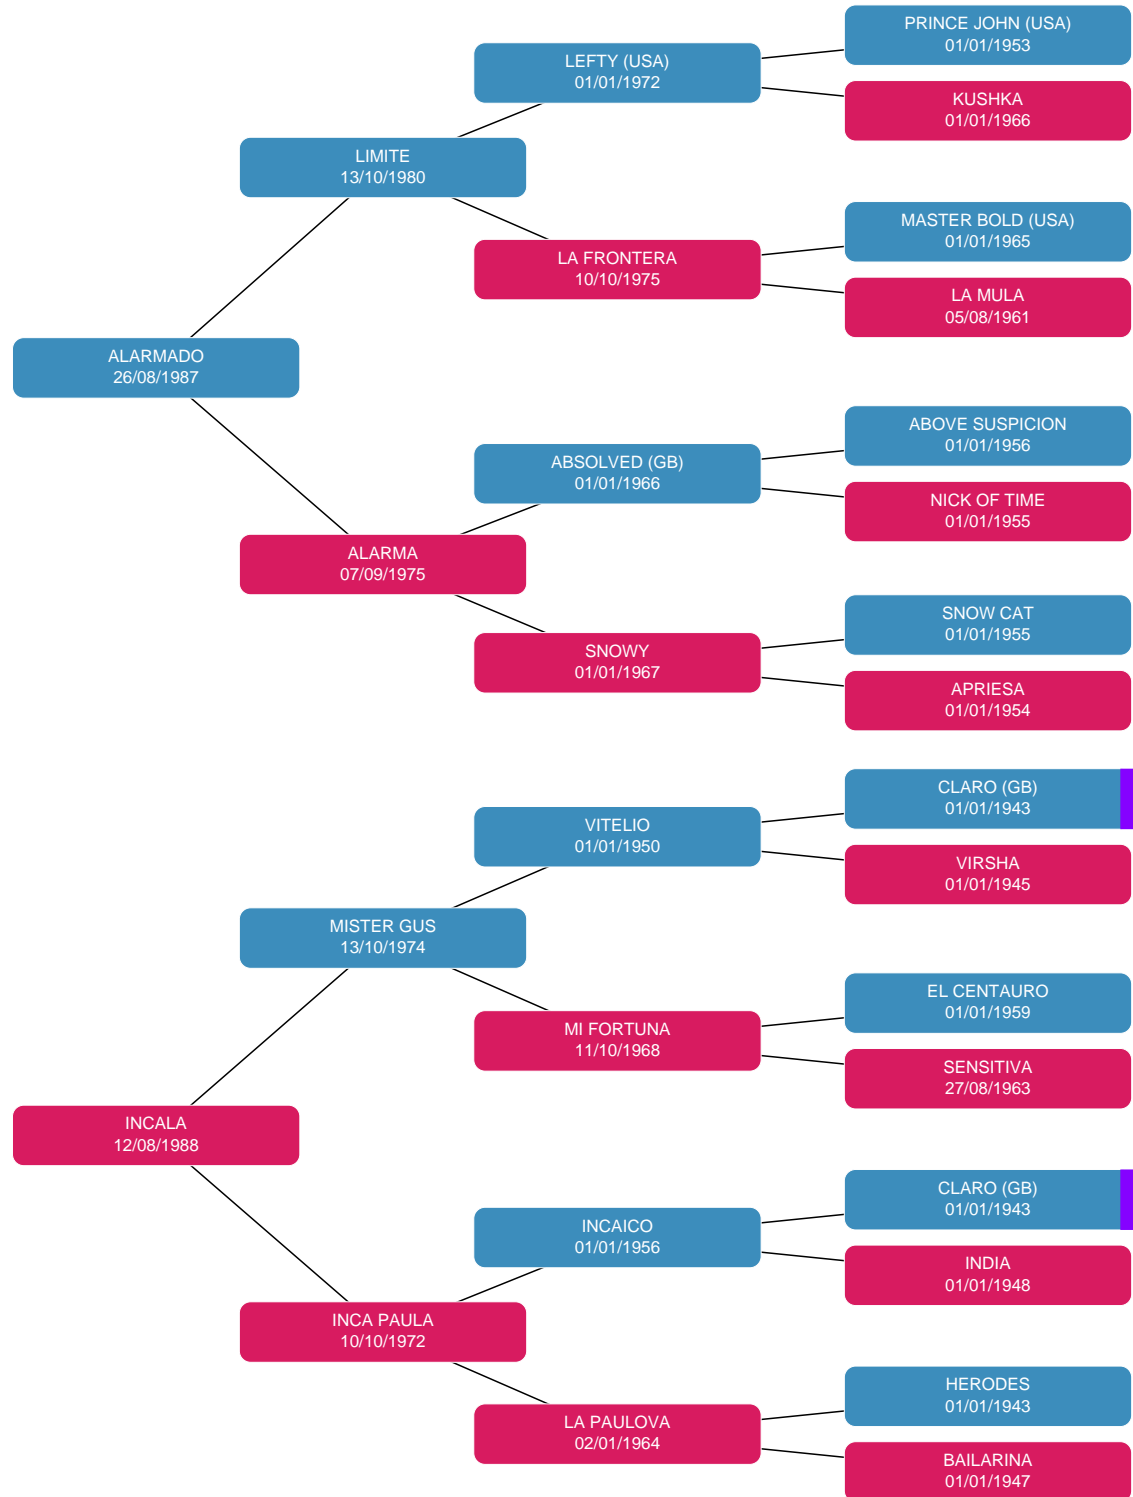 PRINCE JOHN (USA)
01/01/1953
LEFTY (USA)
01/01/1972
KUSHKA
01/01/1966
LIMITE
13/10/1980
MASTER BOLD (USA)
01/01/1965
LA FRONTERA
10/10/1975
LA MULA
05/08/1961
ALARMADO
26/08/1987
ABOVE SUSPICION
01/01/1956
ABSOLVED (GB)
01/01/1966
NICK OF TIME
01/01/1955
ALARMA
07/09/1975
SNOW CAT
01/01/1955
SNOWY
01/01/1967
APRIESA
01/01/1954
CLARO (GB)
01/01/1943
VITELIO
01/01/1950
VIRSHA
01/01/1945
MISTER GUS
13/10/1974
EL CENTAURO
01/01/1959
MI FORTUNA
11/10/1968
SENSITIVA
27/08/1963
INCALA
12/08/1988
CLARO (GB)
01/01/1943
INCAICO
01/01/1956
INDIA
01/01/1948
INCA PAULA
10/10/1972
HERODES
01/01/1943
LA PAULOVA
02/01/1964
BAILARINA
01/01/1947